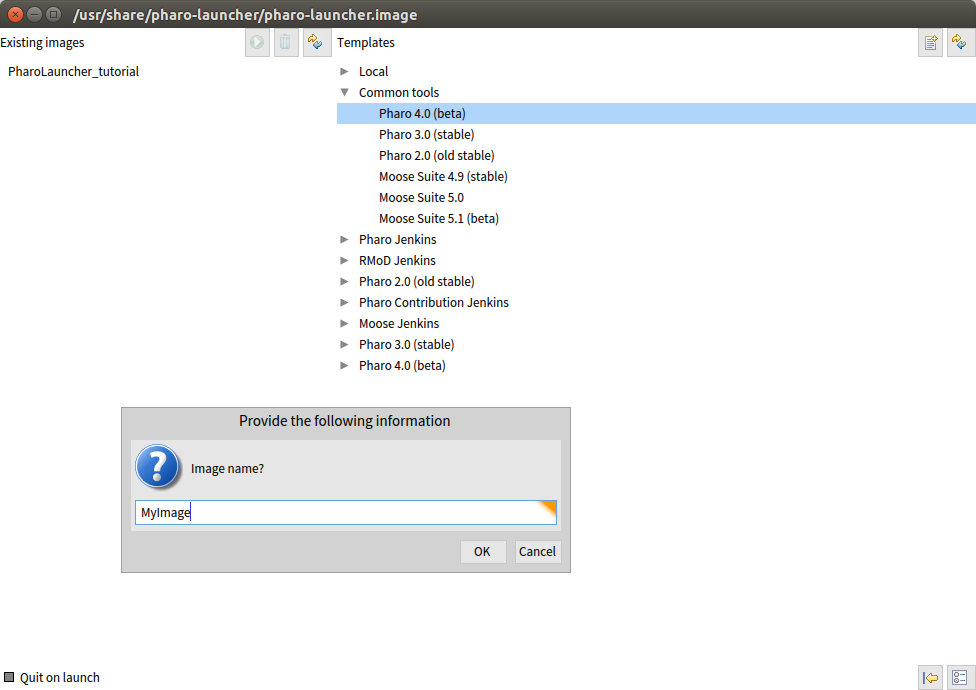 /usr/share/pharo-launcher/pharo-launcher.image
Existing images
Templates
PharoLauncher_tutorial
Local
Common tools
Pharo 4.0 (beta)
Pharo 3.0 (stable)
Pharo 2.0 (old stable)
Moose Suite 4.9 (stable)
Moose Suite 5.0
Moose Suite 5.1 (beta)
Pharo Jenkins
RMoD Jenkins
Pharo 2.0 (old stable)
Pharo Contribution Jenkins
Moose Jenkins
Pharo 3.0 (stable)
Pharo 4.0 (beta)
Provide the following information
Image name?
MyImage
OK
Cancel
Quit on launch